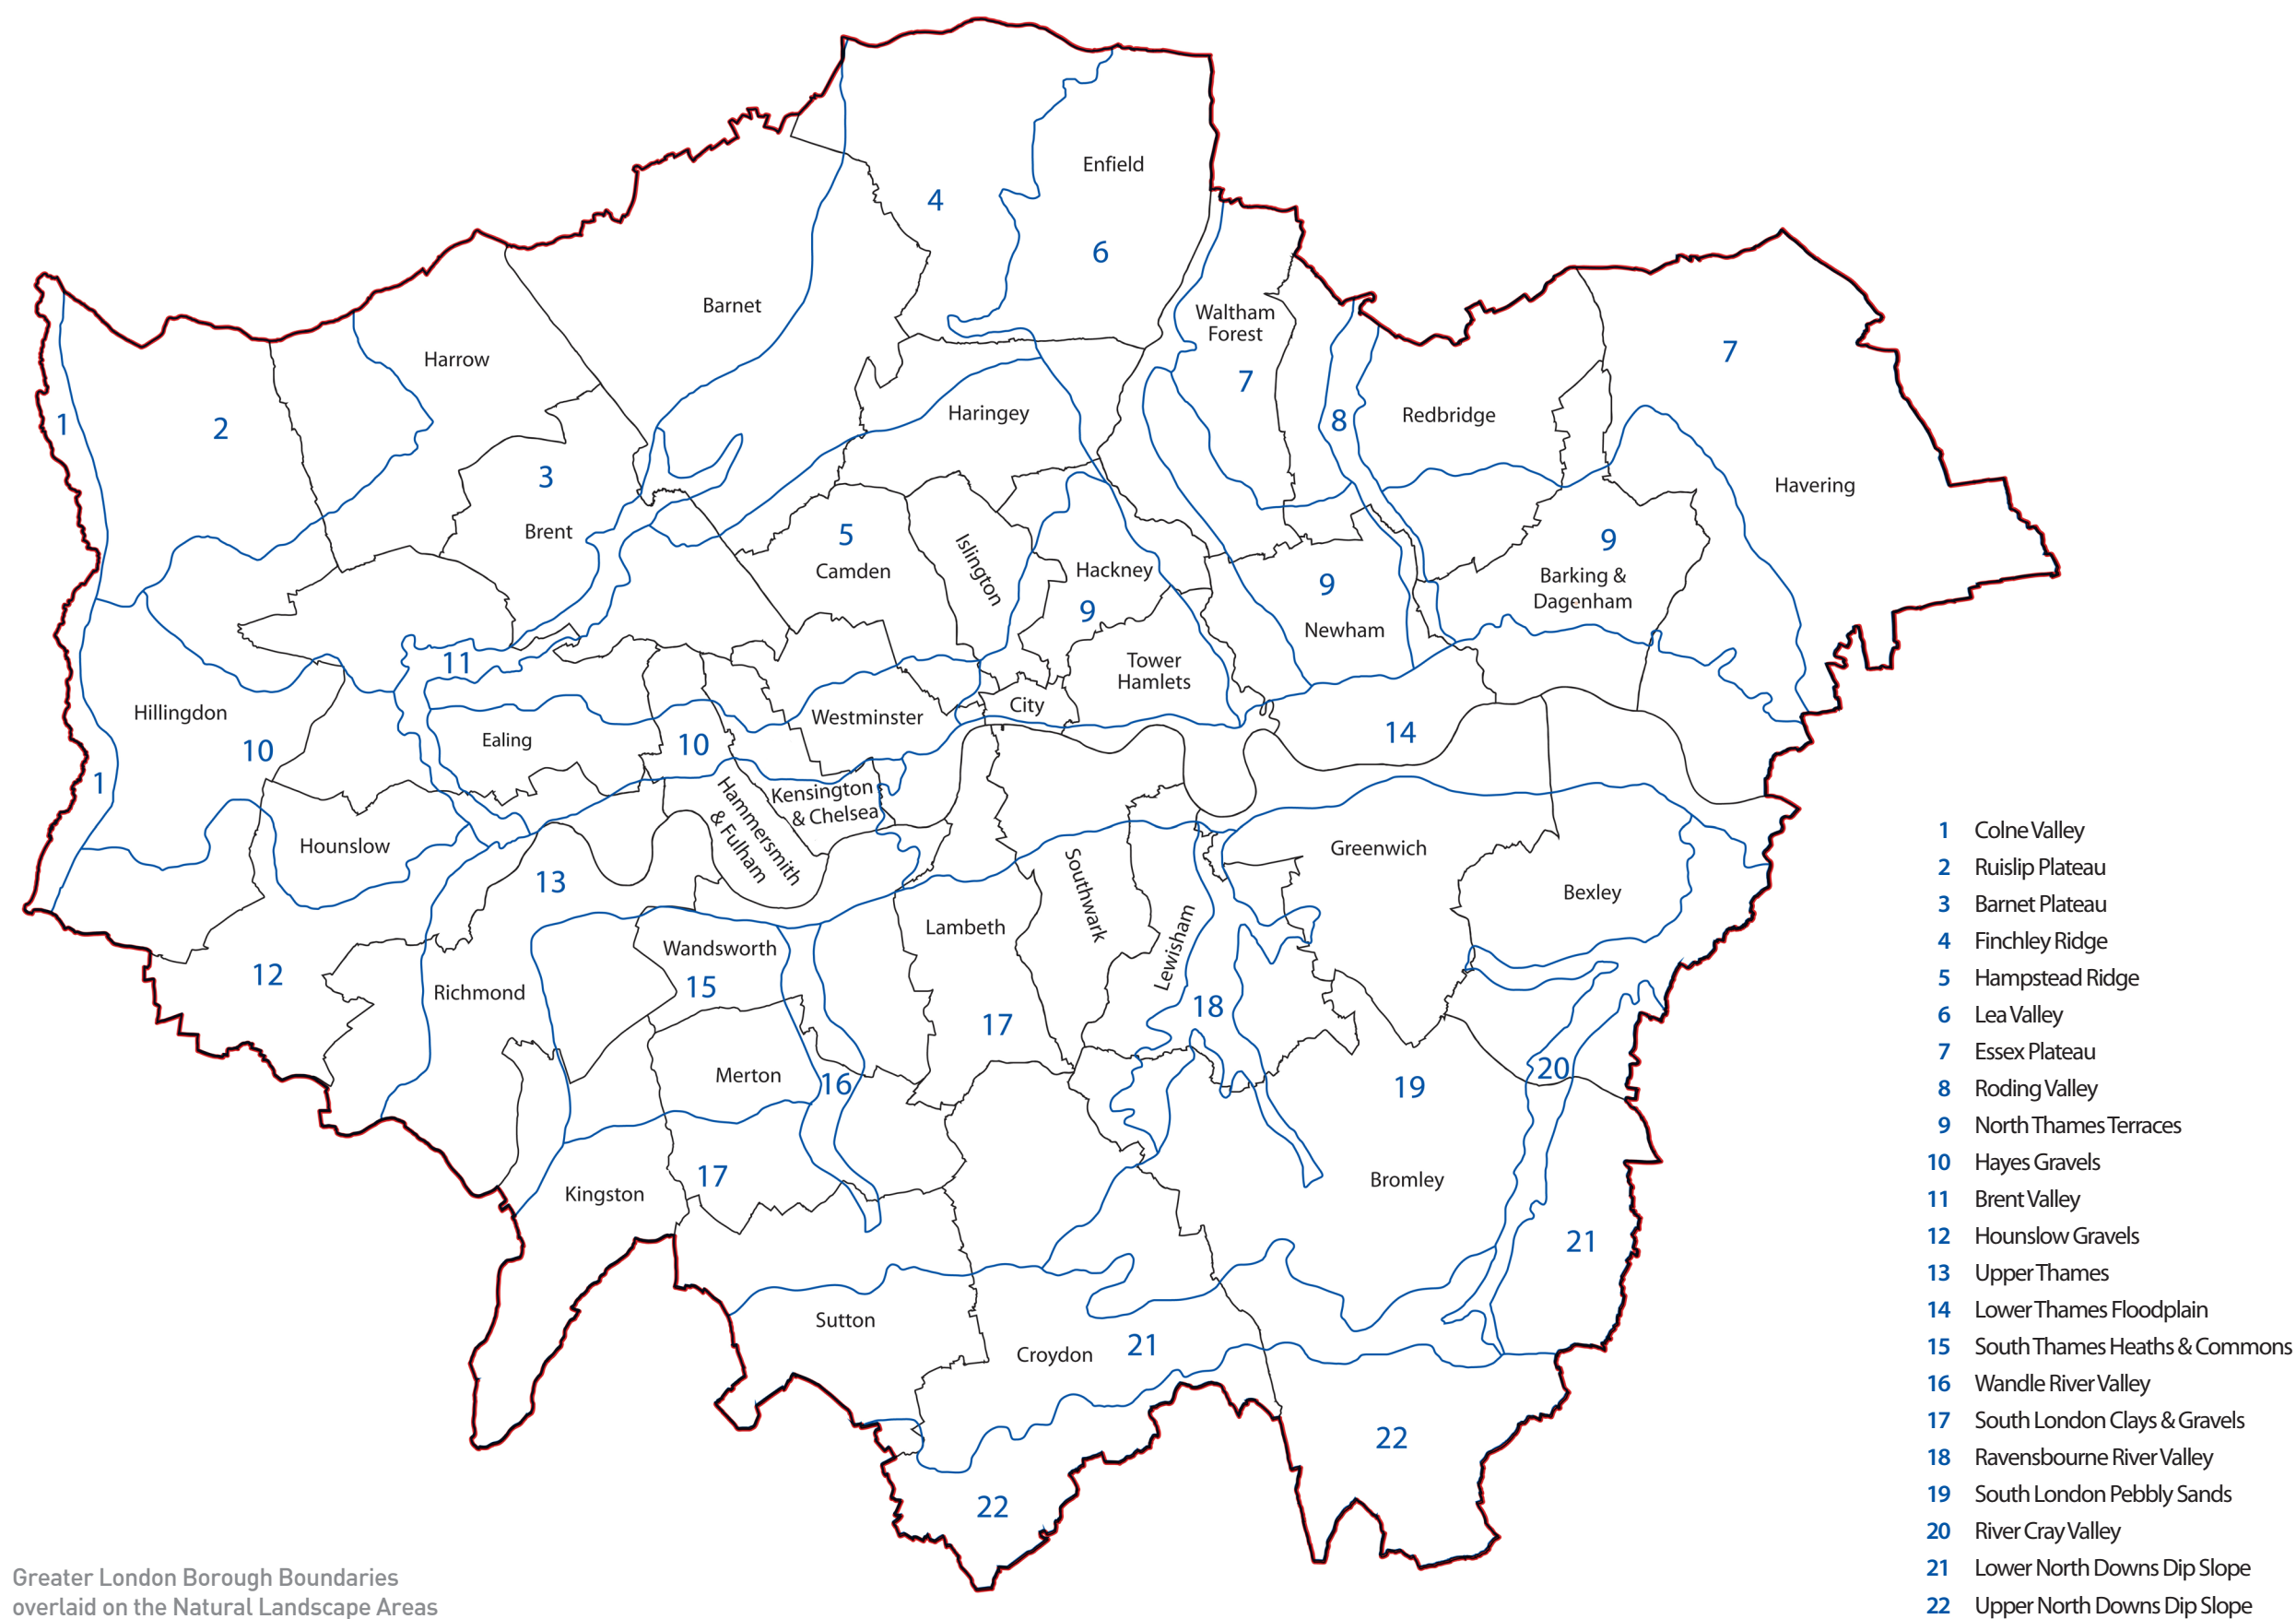 Enfield
4
6
Barnet
Waltham
Forest
7
7
Harrow
Haringey
Redbridge
1
2
8
3
Havering
Brent
5
Camden
Islington
Hackney
9
9
Newham
9
Barking &
Dagenham
11
Tower
Hamlets
Hillingdon
Westminster
City
Ealing
10
10
14
1
Hammersmith
& Fulham
Kensington
& Chelsea
Hounslow
13
Greenwich
Bexley
Southwark
Lambeth
Lewisham
Wandsworth
12
Richmond
15
18
17
Merton
16
19
20
17
Kingston
Bromley
21
Sutton
Croydon
21
22
22
1 Colne Valley
2 Ruislip Plateau
3 Barnet Plateau
4 Finchley Ridge
5 Hampstead Ridge
6 Lea Valley
7 Essex Plateau
8 Roding Valley
9 North Thames Terraces
10 Hayes Gravels
11 Brent Valley
12 Hounslow Gravels
13 Upper Thames
14 Lower Thames Floodplain
15 South Thames Heaths & Commons
16 Wandle River Valley
17 South London Clays & Gravels
18 Ravensbourne River Valley
19 South London Pebbly Sands
20 River Cray Valley
21 Lower North Downs Dip Slope
22 Upper North Downs Dip Slope
Greater London Borough Boundaries
overlaid on the Natural Landscape Areas